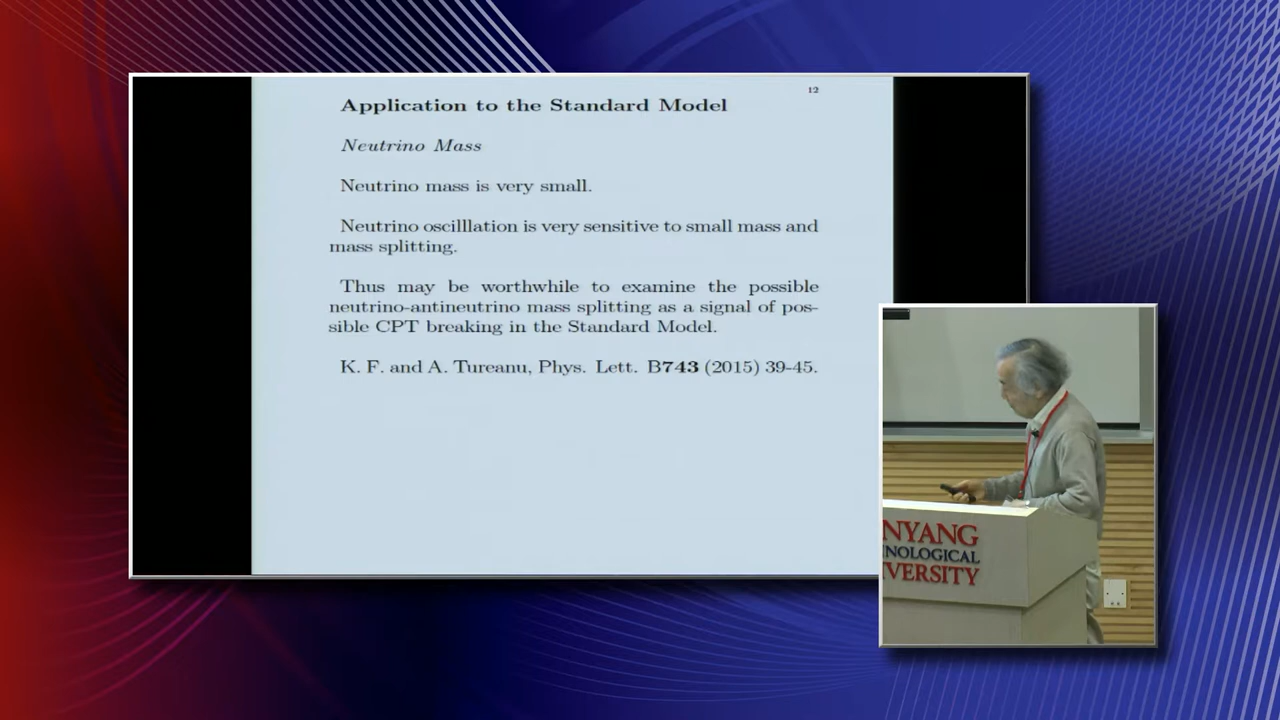 12
Application to the Standard Model
Neutrino Mass
Neutrino mass is very small.
Neutrino oscilllation is very sensitive to small mass and
mass splitting.
Thus may be worthwhile to examine the possible
neutrino-antineutrino mass splitting as a signal of pos-
sible CPT breaking in the Standard Model.
K. F. and A. Tureanu, Phys. Lett. B743 (2015) 39-45.
NYANG
NOLOGICAL
VERSITY